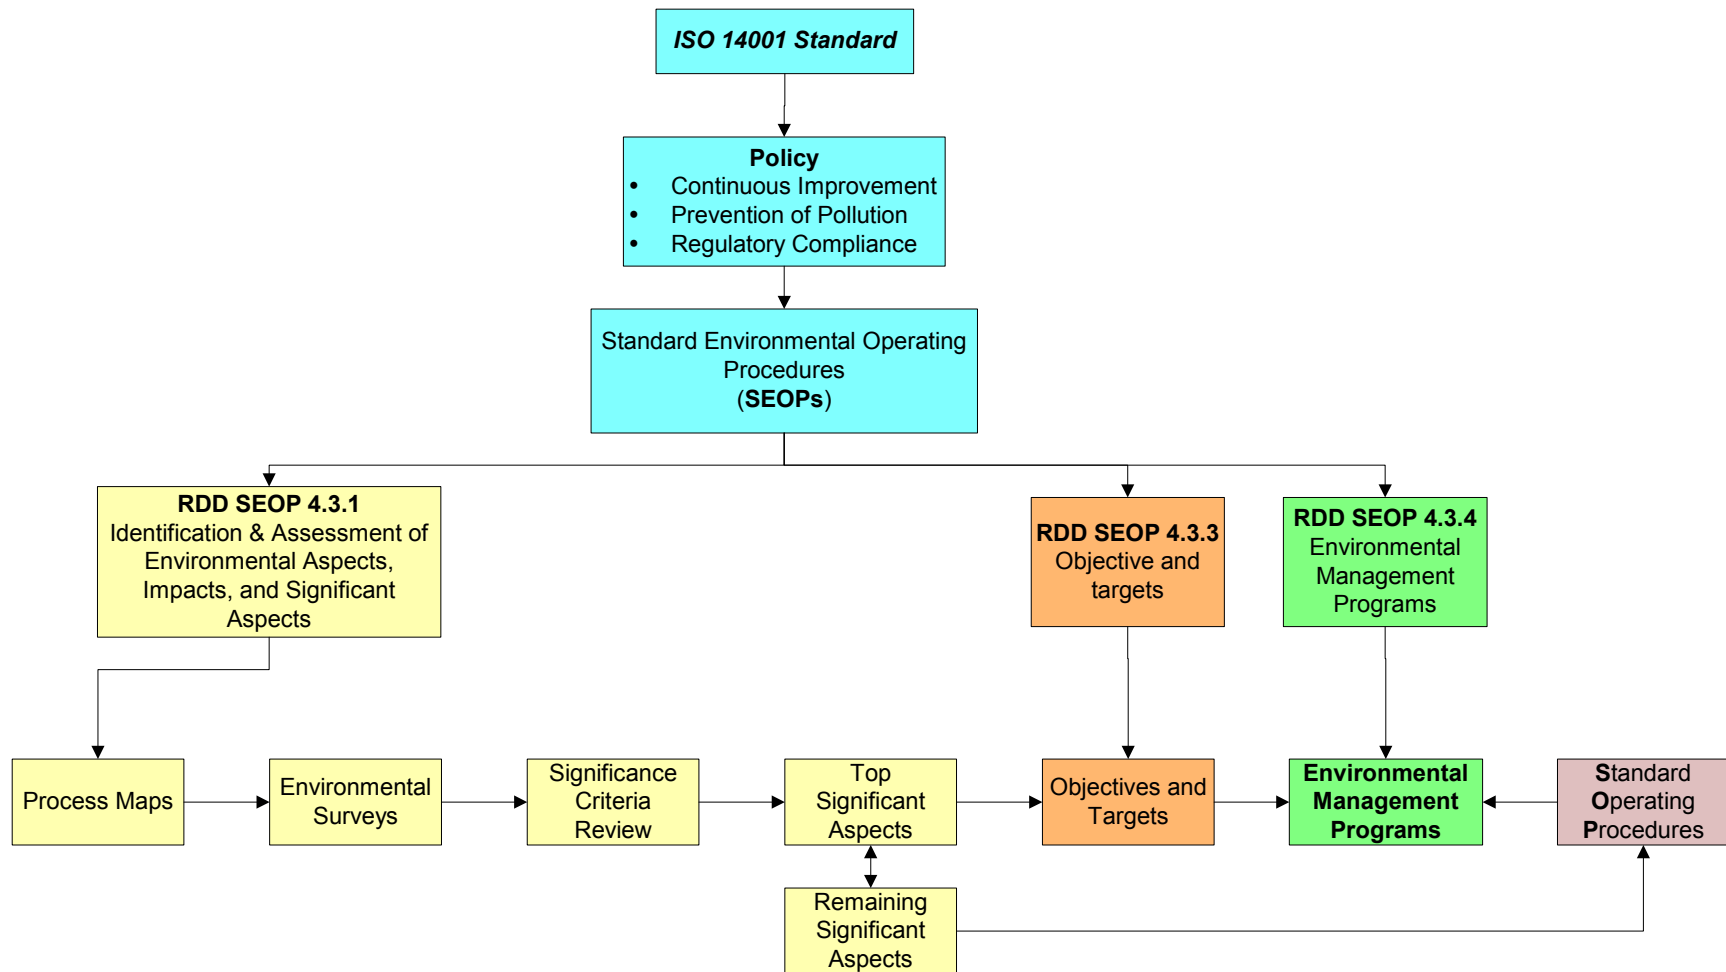 ISO 14001 Standard
Policy
• Continuous Improvement
• Prevention of Pollution
• Regulatory Compliance
Standard Environmental Operating
Procedures
(SEOPs)
RDD SEOP 4.3.1
Identification & Assessment of
Environmental Aspects,
Impacts, and Significant
Aspects
RDD SEOP 4.3.3
Objective and
targets
RDD SEOP 4.3.4
Environmental
Management
Programs
Process Maps
Environmental
Surveys
Significance
Criteria
Review
Top
Significant
Aspects
Objectives and
Targets
Environmental
Management
Programs
Standard
Operating
Procedures
Remaining
Significant
Aspects